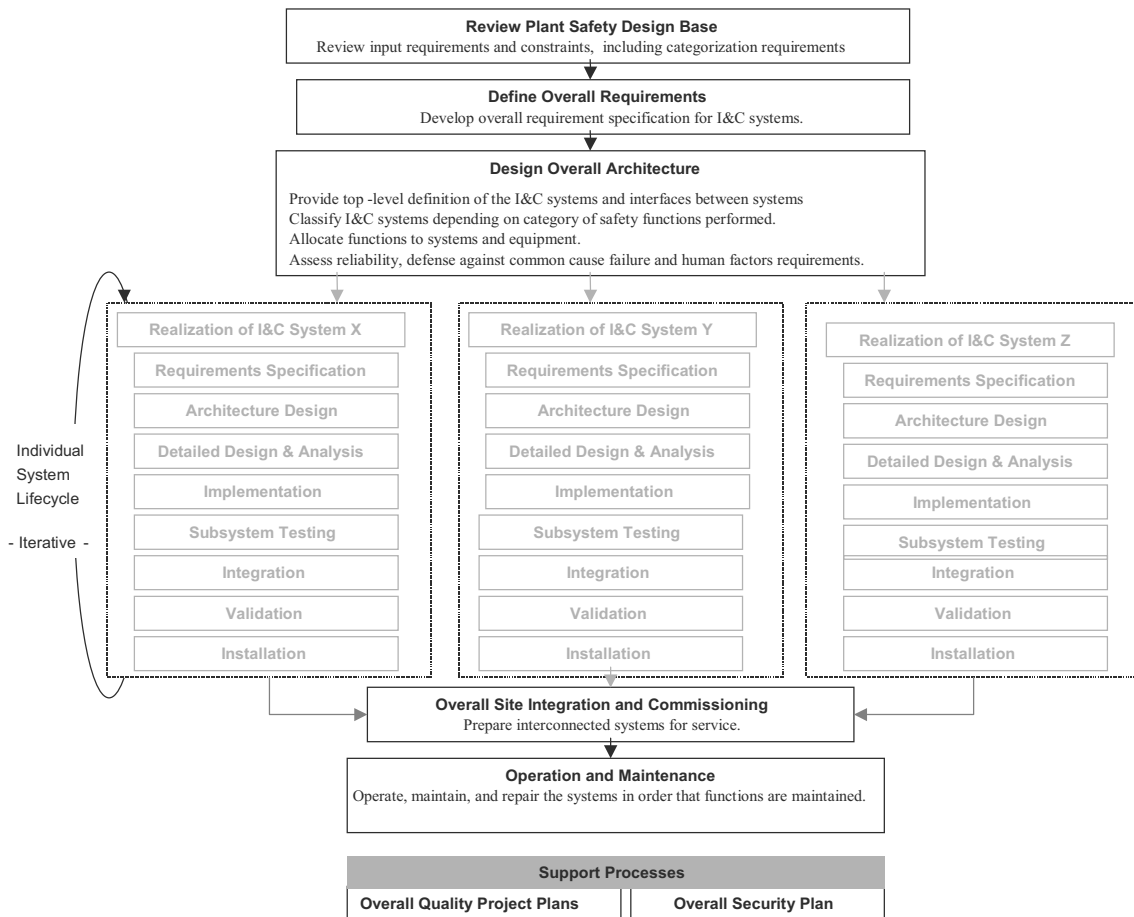 Review Plant Safety Design Base
Review input requirements and constraints, including categorization requirements
Define Overall Requirements
Develop overall requirement specification for I&C systems.
Design Overall Architecture
Provide top -level definition of the I&C systems and interfaces between systems
Classify I&C systems depending on category of safety functions performed.
Allocate functions to systems and equipment.
Assess reliability, defense against common cause failure and human factors requirements.
Individual
System
Lifecycle
- Iterative -
Realization of I&C System X
Requirements Specification
Architecture Design
Detailed Design & Analysis
Implementation
Subsystem Testing
Integration
Validation
Installation
Realization of I&C System Y
Requirements Specification
Architecture Design
Detailed Design & Analysis
Implementation
Subsystem Testing
Integration
Validation
Installation
Realization of I&C System Z
Requirements Specification
Architecture Design
Detailed Design & Analysis
Implementation
Subsystem Testing
Integration
Validation
Installation
Overall Site Integration and Commissioning
Prepare interconnected systems for service.
Operation and Maintenance
Operate, maintain, and repair the systems in order that functions are maintained.
Support Processes
Overall Quality Project Plans
Overall Security Plan